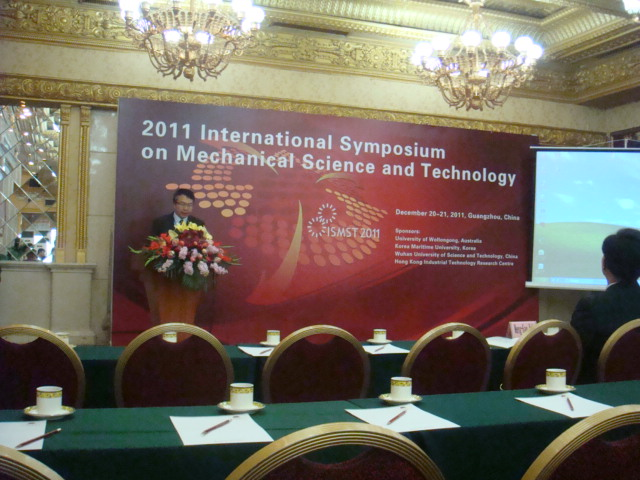 2011 International Symposium
on Mechanical Science and Technology
December 20-21, 2011, Guangzhou, China
ISMST 2011
Sponsors:
University of Wollongong, Australia
Korea Maritime University, Korea
Wuhan University of Science and Technology, China
Hong Kong Industrial Technology Research Centre